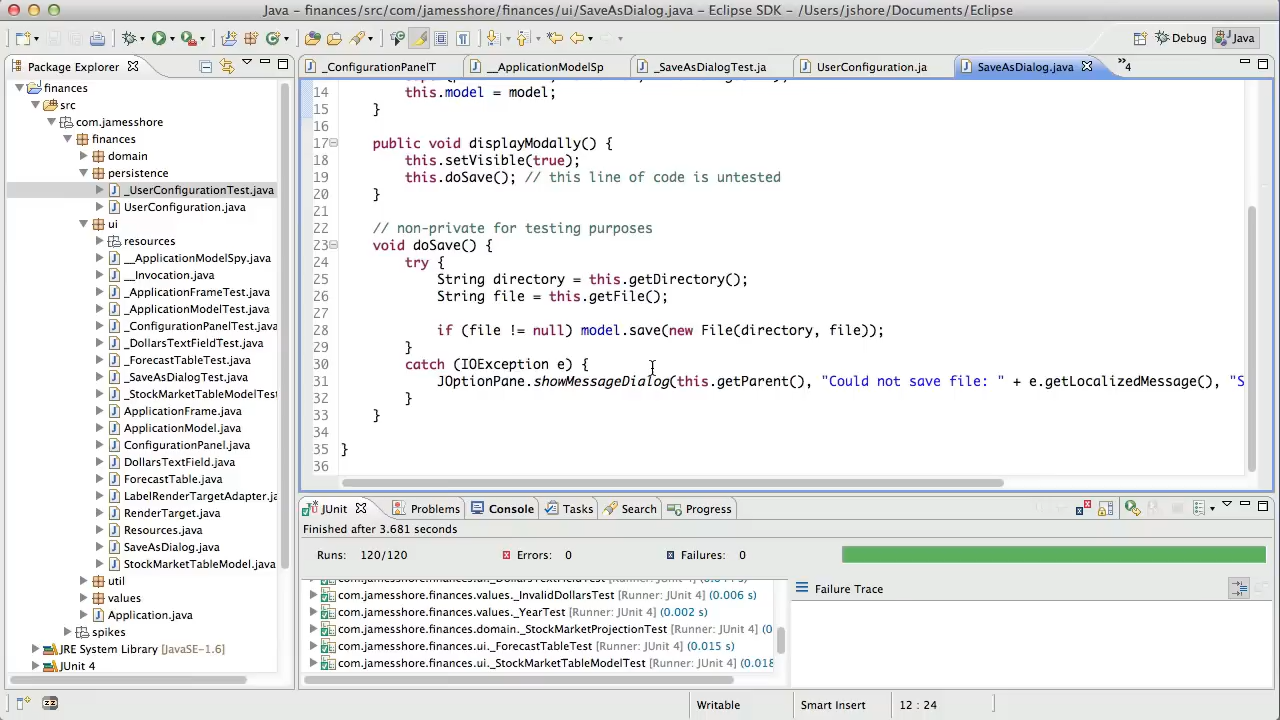 Java – finances/src/com/jamesshore/finances/ui/SaveAsDialog.java – Eclipse SDK – /Users/jshore/Documents/Eclipse
Debug
Java
Package Explorer
_ConfigurationPanelT
__ApplicationModelSp
_SaveAsDialogTest.ja
UserConfiguration.ja
SaveAsDialog.java
4
finances
src
com.jamesshore
finances
domain
persistence
_UserConfigurationTest.java
UserConfiguration.java
ui
resources
__ApplicationModelSpy.java
__Invocation.java
_ApplicationFrameTest.java
_ApplicationModelTest.java
_ConfigurationPanelTest.java
_DollarsTextFieldTest.java
_ForecastTableTest.java
_SaveAsDialogTest.java
_StockMarketTableModelTest
ApplicationFrame.java
ApplicationModel.java
ConfigurationPanel.java
DollarsTextField.java
ForecastTable.java
LabelRenderTargetAdapter.ja
RenderTarget.java
Resources.java
SaveAsDialog.java
StockMarketTableModel.java
util
values
Application.java
spikes
JRE System Library [JavaSE-1.6]
JUnit 4
14 this.model = model;
15 }
16
17 public void displayModally() {
18 this.setVisible(true);
19 this.doSave(); // this line of code is untested
20 }
21
22 // non-private for testing purposes
23 void doSave() {
24 try {
25 String directory = this.getDirectory();
26 String file = this.getFile();
27
28 if (file != null) model.save(new File(directory, file));
29 }
30 catch (IOException e) {
31 JOptionPane.showMessageDialog(this.getParent(), "Could not save file: " + e.getLocalizedMessage(), "S
32 }
33 }
34
35 }
36
JUnit
Problems
Console
Tasks
Search
Progress
Finished after 3.681 seconds
Runs: 120/120
Errors: 0
Failures: 0
com.jamesshore.finances.values._InvalidDollarsTest [Runner: JUnit 4] (0.006 s)
com.jamesshore.finances.values._YearTest [Runner: JUnit 4] (0.002 s)
com.jamesshore.finances.domain._StockMarketProjectionTest [Runner: JUnit 4] (0
com.jamesshore.finances.ui._ForecastTableTest [Runner: JUnit 4] (0.015 s)
com.jamesshore.finances.ui._StockMarketTableModelTest [Runner: JUnit 4] (0.018
Failure Trace
Writable
Smart Insert
12 : 24